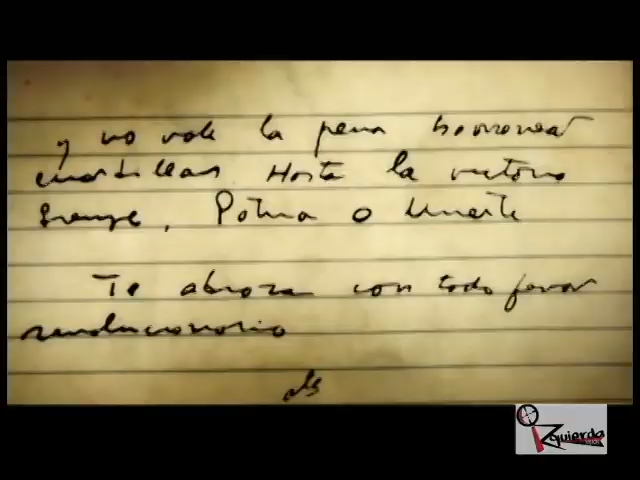 y no vale la pena borronear
cuartillas Hasta la victoria
siempre, Patria o Muerte
Te abraza con todo fervor
revolucionario
Izquierda